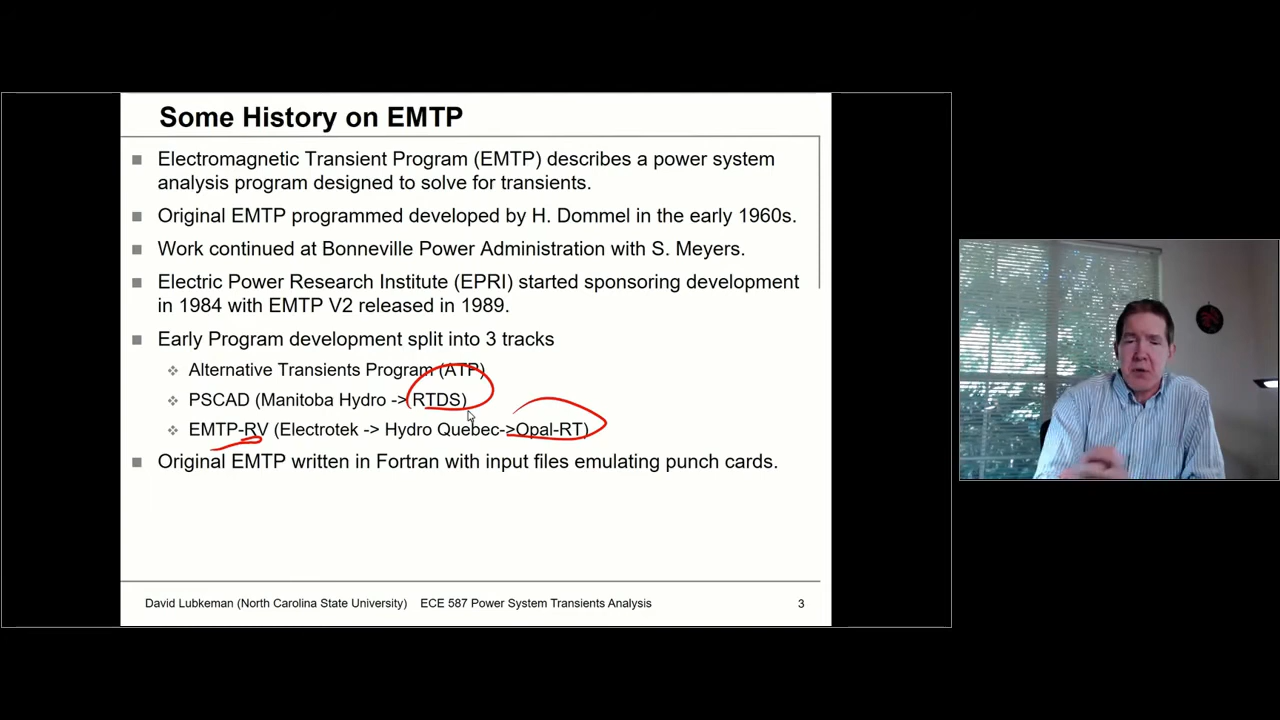 Some History on EMTP
Electromagnetic Transient Program (EMTP) describes a power system
analysis program designed to solve for transients.
Original EMTP programmed developed by H. Dommel in the early 1960s.
Work continued at Bonneville Power Administration with S. Meyers.
Electric Power Research Institute (EPRI) started sponsoring development
in 1984 with EMTP V2 released in 1989.
Early Program development split into 3 tracks
Alternative Transients Program (ATP)
PSCAD (Manitoba Hydro -> RTDS)
EMTP-RV (Electrotek -> Hydro Quebec->Opal-RT)
Original EMTP written in Fortran with input files emulating punch cards.
David Lubkeman (North Carolina State University) ECE 587 Power System Transients Analysis 3